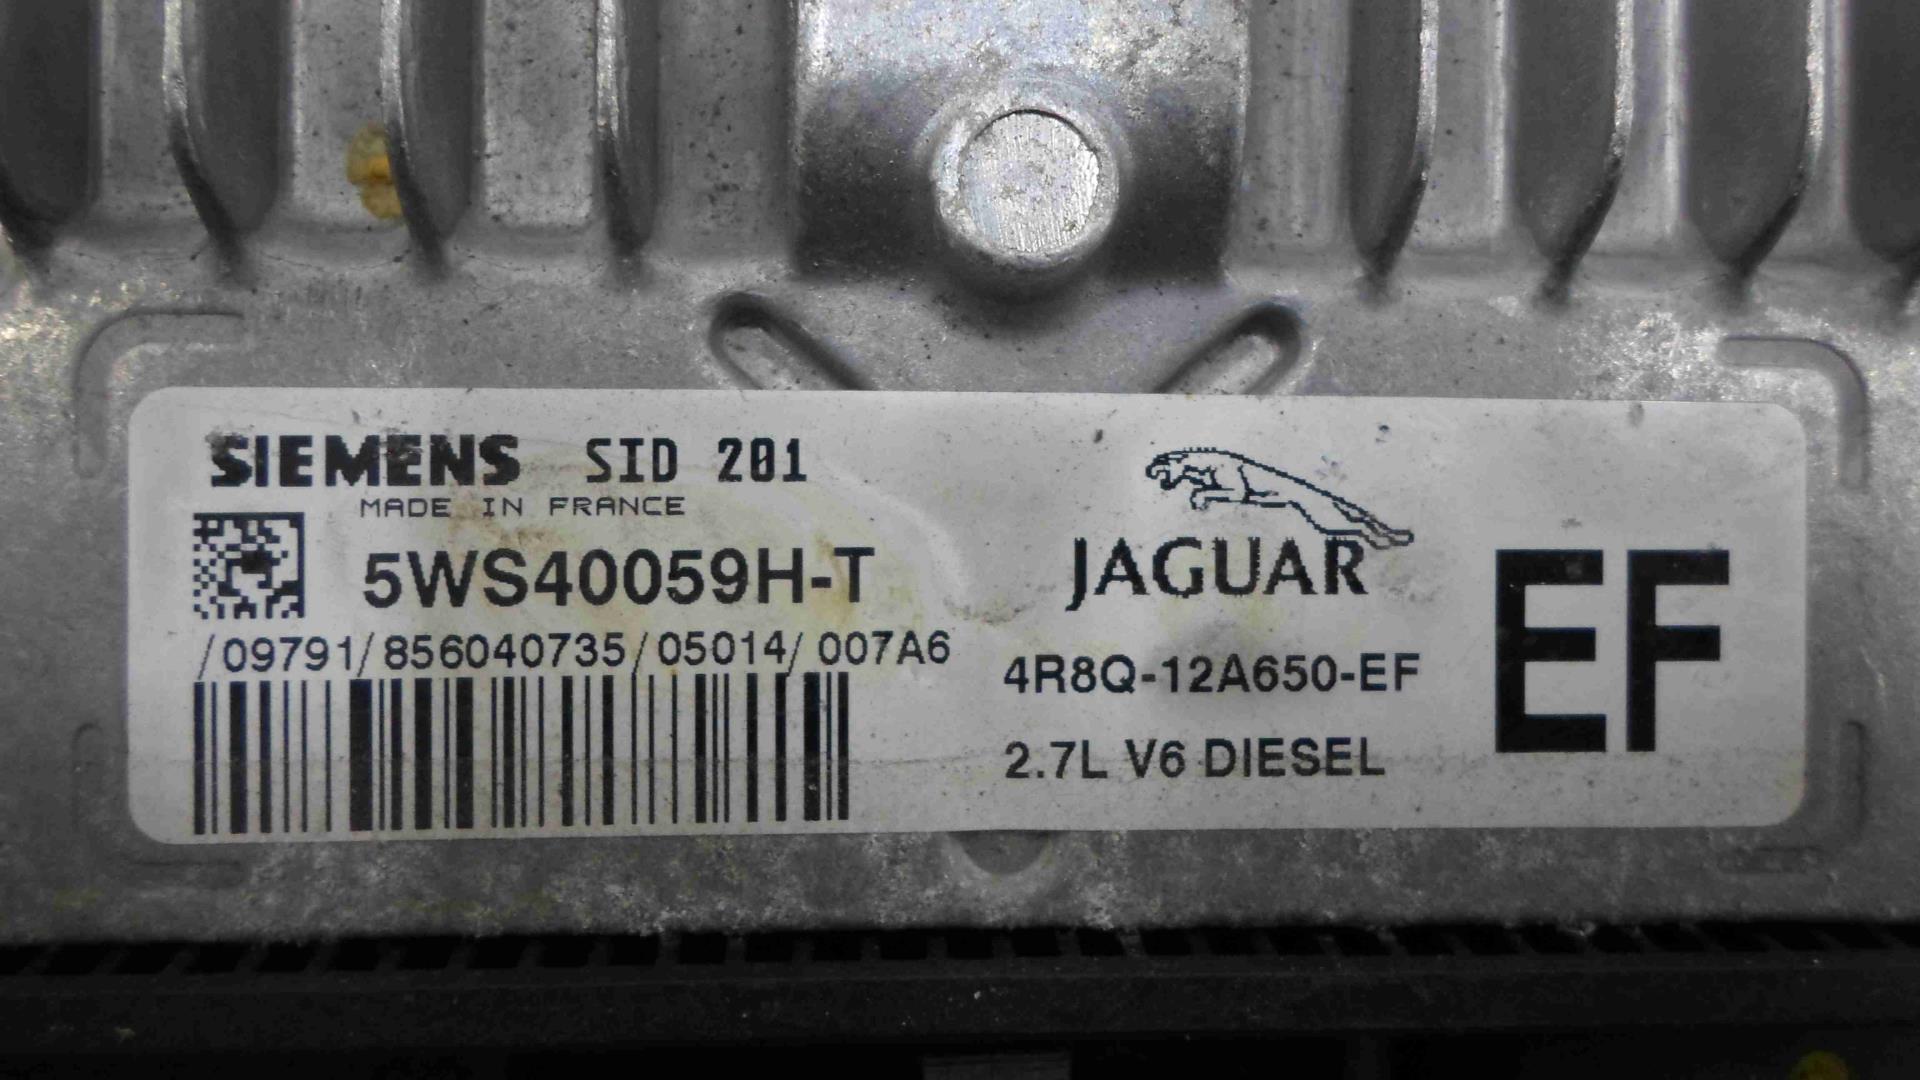 SIEMENS SID 201
MADE IN FRANCE
5WS40059H-T
/09791/856040735/05014/007A6
JAGUAR
4R8Q-12A650-EF
2.7L V6 DIESEL
EF